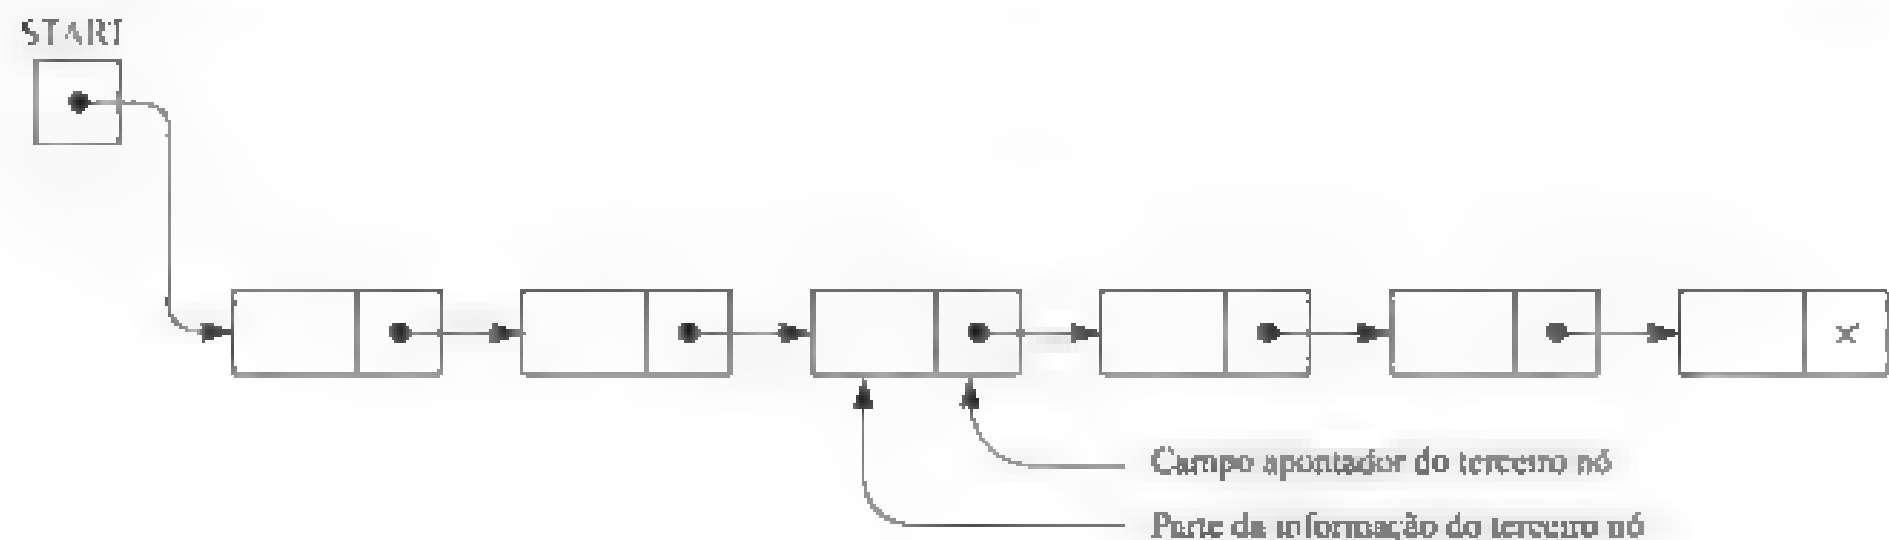 START
Campo apontador do terceiro nó
Parte da informação do terceiro nó